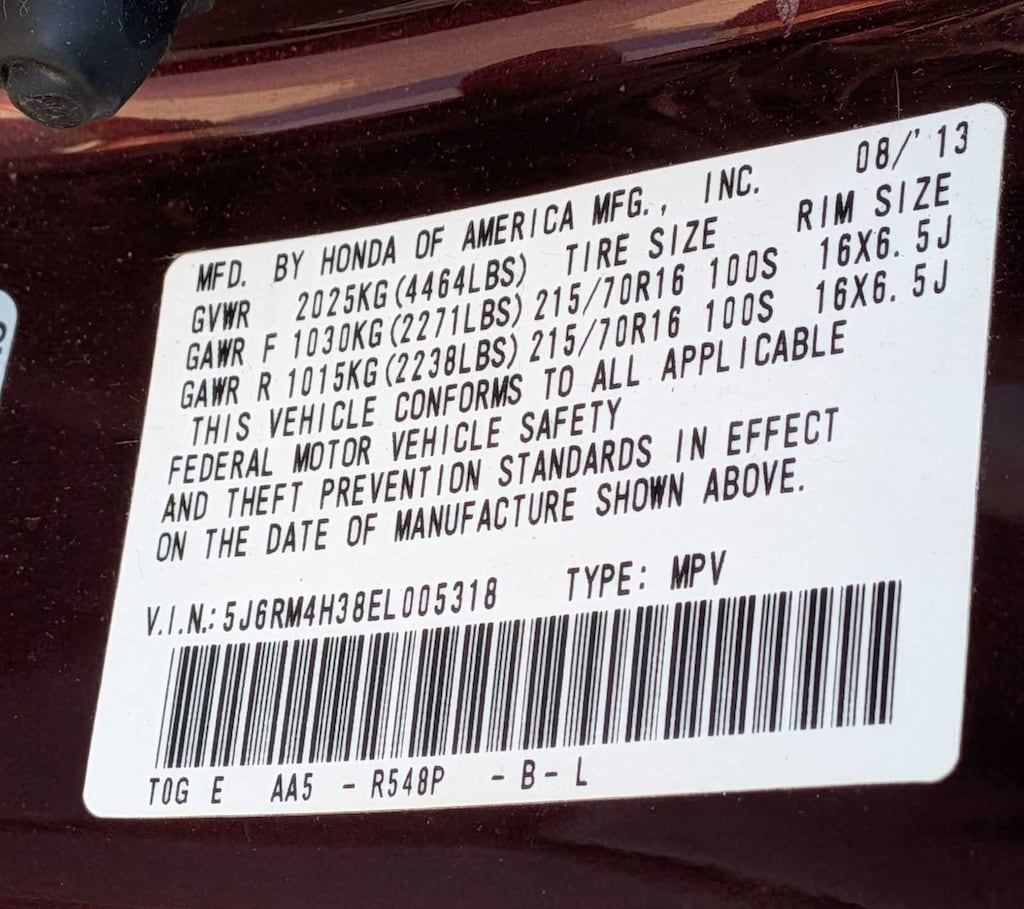 08/'13
MFD. BY HONDA OF AMERICA MFG., INC.
GVWR 2025KG(4464LBS) TIRE SIZE RIM SIZE
GAWR F 1030KG(2271LBS) 215/70R16 100S 16X6.5J
GAWR R 1015KG(2238LBS) 215/70R16 100S 16X6.5J
THIS VEHICLE CONFORMS TO ALL APPLICABLE
FEDERAL MOTOR VEHICLE SAFETY
AND THEFT PREVENTION STANDARDS IN EFFECT
ON THE DATE OF MANUFACTURE SHOWN ABOVE.
V.I.N.: 5J6RM4H38EL005318 TYPE: MPV
TOG E AA5 - R548P - B - L